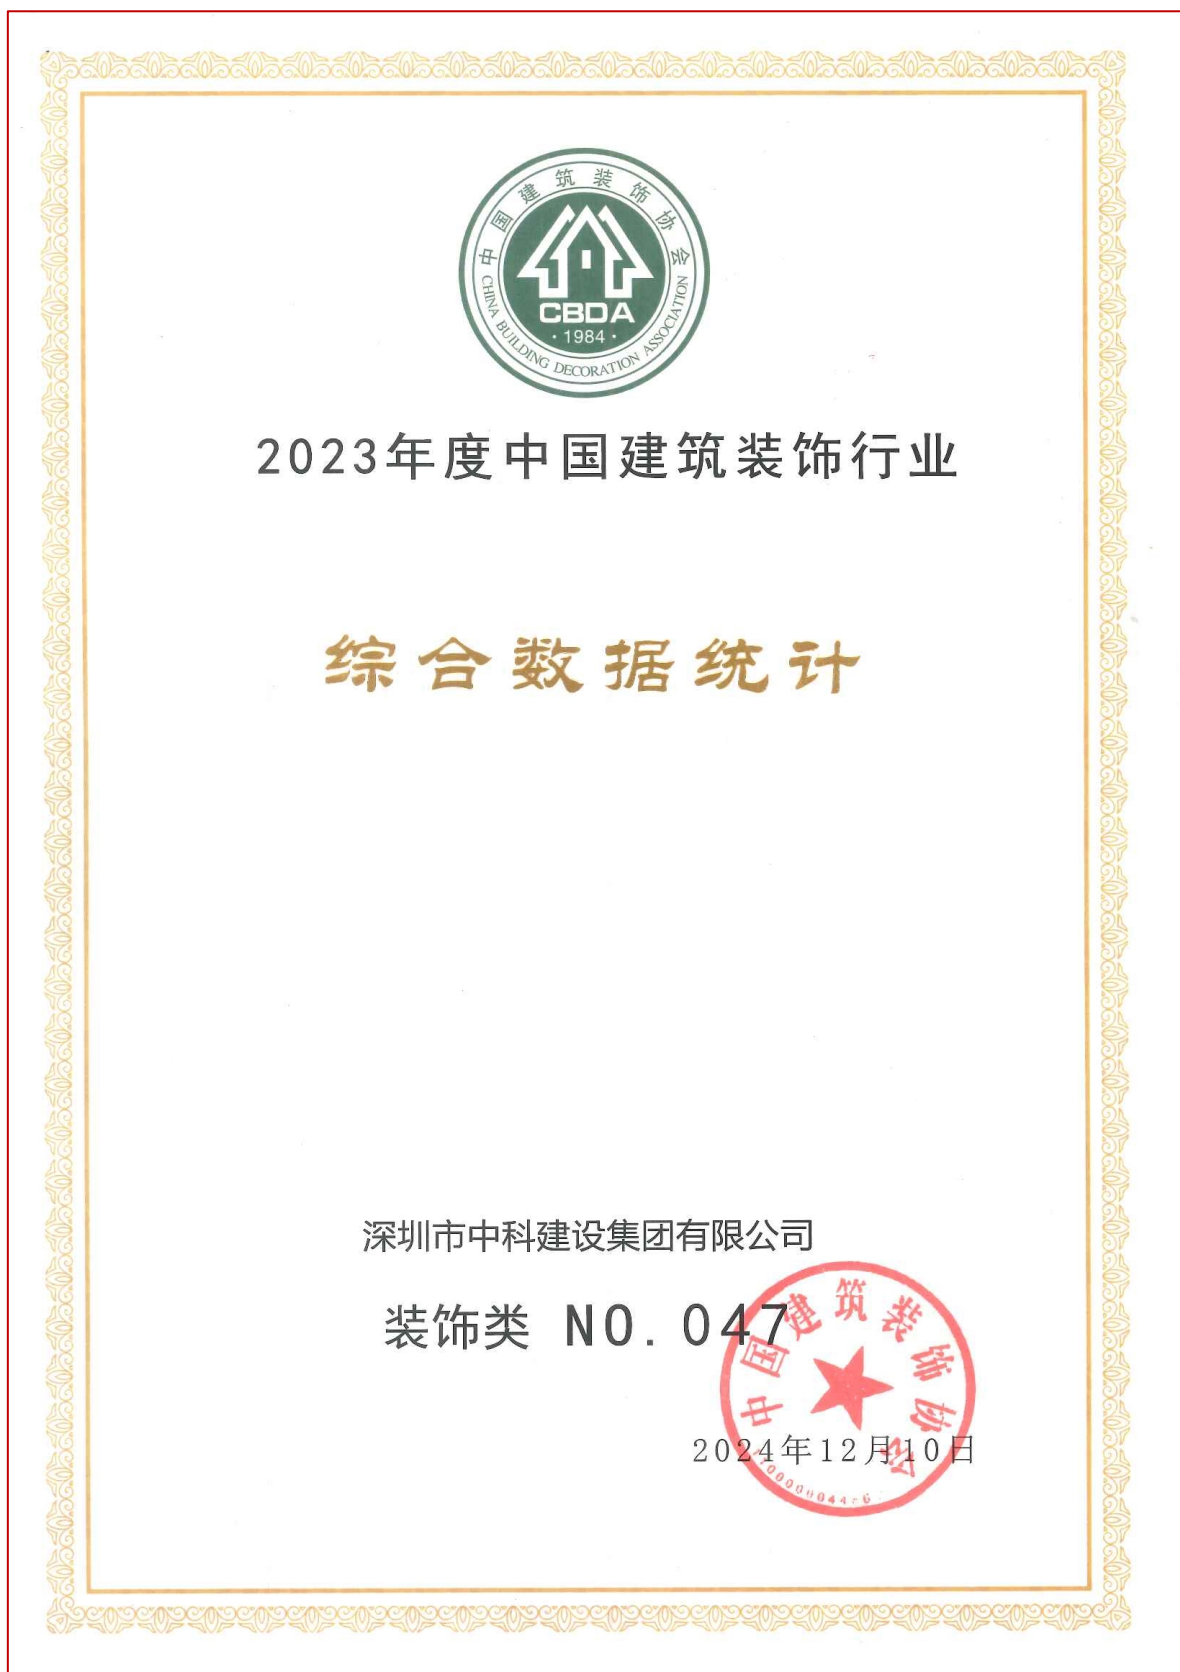 中国建筑装饰协会
CBDA
·1984·
CHINA BUILDING DECORATION ASSOCIATION
2023年度中国建筑装饰行业
综合数据统计
深圳市中科建设集团有限公司
装饰类 NO.047
中国建筑装饰协会
2024年12月10日